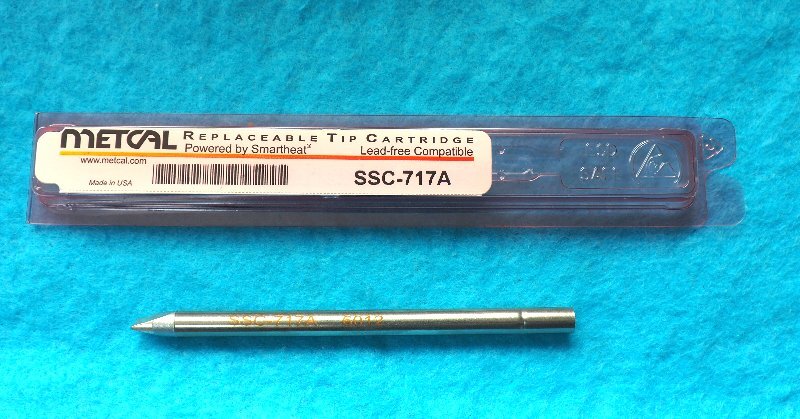 METCAL REPLACEABLE TIP CARTRIDGE
Powered by Smartheat® Lead-free Compatible
www.metcal.com
Made in USA SSC-717A
SSC-717A 6012